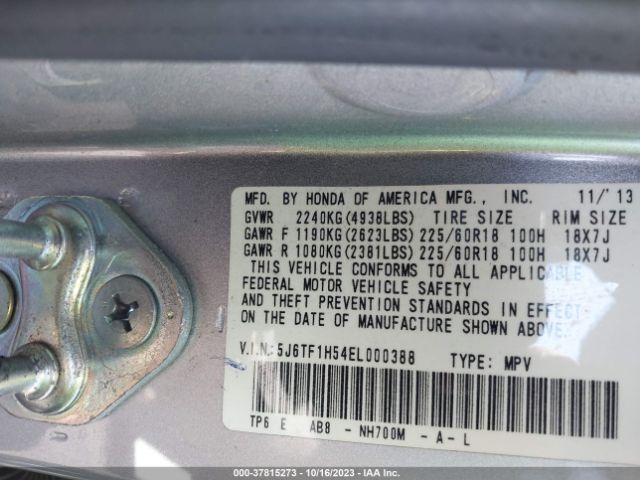 MFD. BY HONDA OF AMERICA MFG., INC. 11/'13
GVWR 2240KG(4938LBS) TIRE SIZE RIM SIZE
GAWR F 1190KG(2623LBS) 225/60R18 100H 18X7J
GAWR R 1080KG(2381LBS) 225/60R18 100H 18X7J
THIS VEHICLE CONFORMS TO ALL APPLICABLE
FEDERAL MOTOR VEHICLE SAFETY
AND THEFT PREVENTION STANDARDS IN EFFECT
ON THE DATE OF MANUFACTURE SHOWN ABOVE.
V.I.N.:5J6TF1H54EL000388 TYPE: MPV
TP6 E AB8 - NH700M - A - L
000-37815273 - 10/16/2023 - IAA Inc.